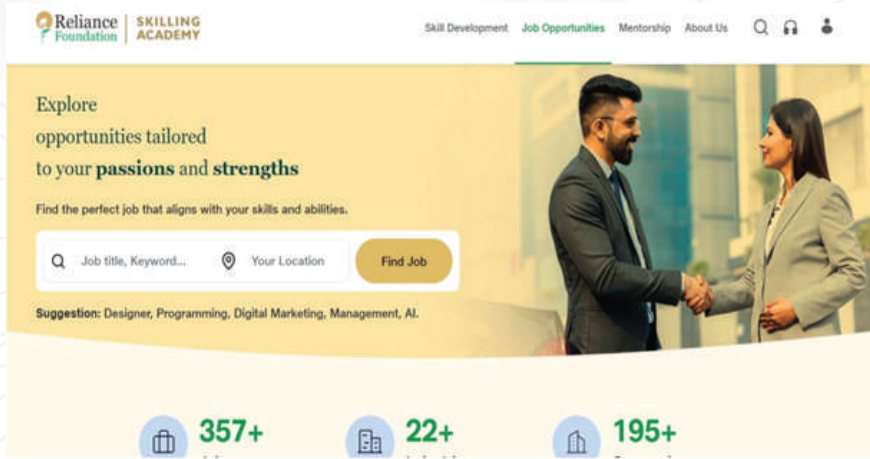 Reliance Foundation
SKILLING ACADEMY
Skill Development Job Opportunities Mentorship About Us
Explore
opportunities tailored
to your passions and strengths
Find the perfect job that aligns with your skills and abilities.
Job title, Keyword... Your Location Find Job
Suggestion: Designer, Programming, Digital Marketing, Management, AI.
357+ 22+ 195+